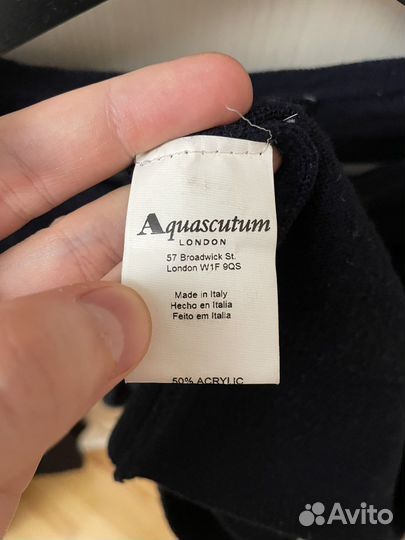 Aquascutum
LONDON
57 Broadwick St.
London W1F 9QS
Made in Italy
Hecho en Italia
Feito em Italia
50% ACRYLIC
Avito